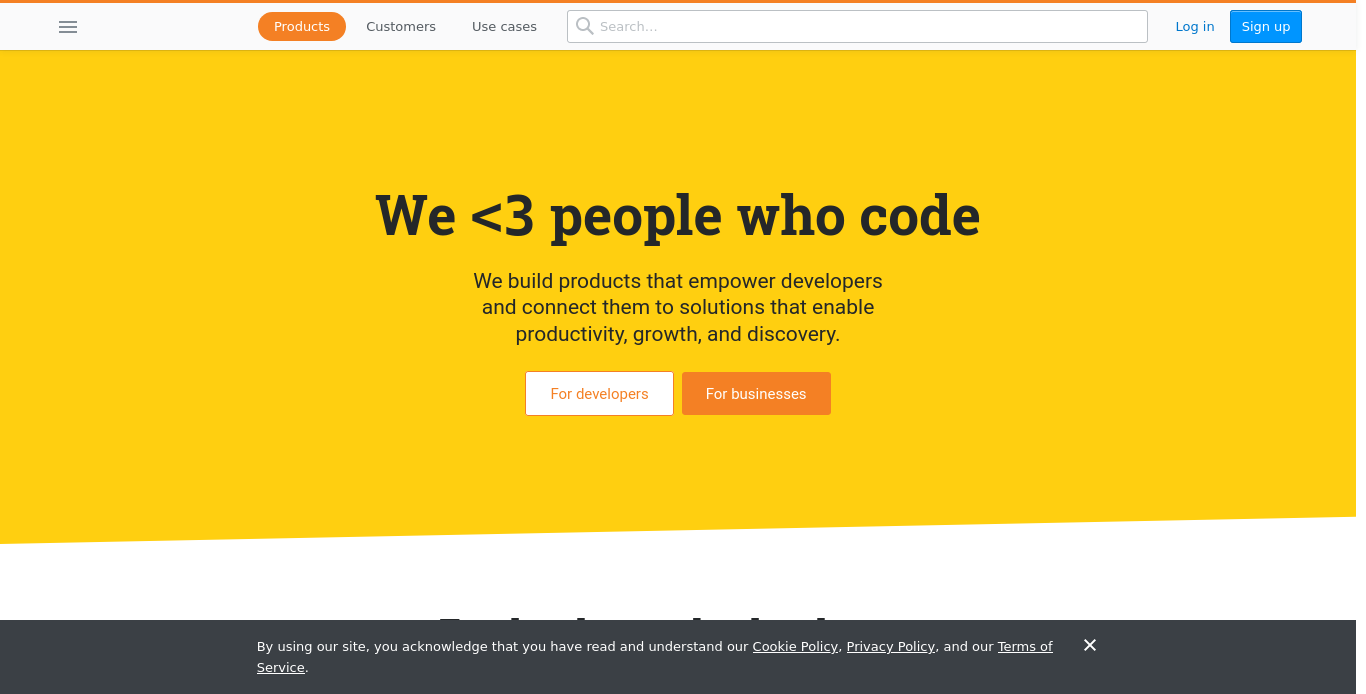 Products Customers Use cases Search... Log in Sign up
We <3 people who code
We build products that empower developers
and connect them to solutions that enable
productivity, growth, and discovery.
For developers For businesses
By using our site, you acknowledge that you have read and understand our Cookie Policy, Privacy Policy, and our Terms of
Service.